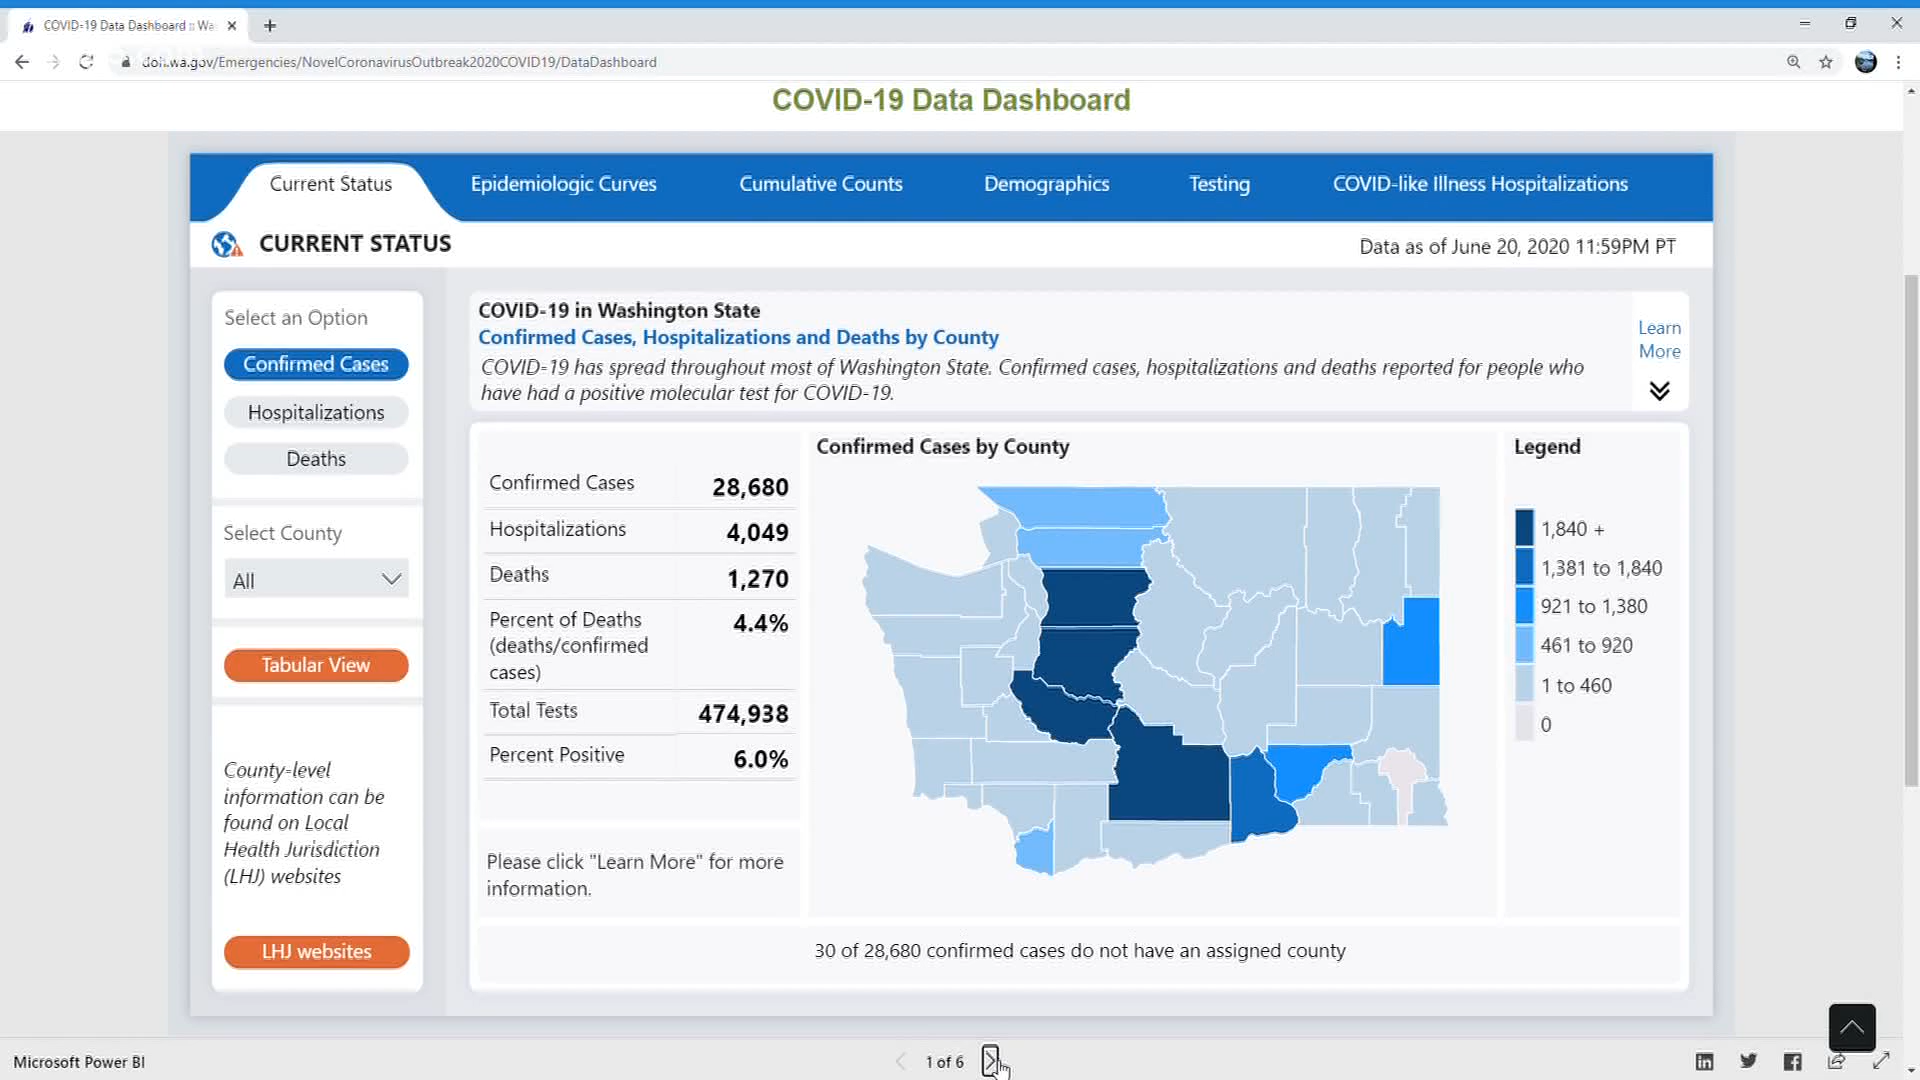 COVID-19 Data Dashboard :: Wa
doh.wa.gov/Emergencies/NovelCoronavirusOutbreak2020COVID19/DataDashboard
COVID-19 Data Dashboard
Current Status
Epidemiologic Curves
Cumulative Counts
Demographics
Testing
COVID-like Illness Hospitalizations
CURRENT STATUS
Data as of June 20, 2020 11:59PM PT
Select an Option
Confirmed Cases
Hospitalizations
Deaths
Select County
All
Tabular View
County-level
information can be
found on Local
Health Jurisdiction
(LHJ) websites
LHJ websites
COVID-19 in Washington State
Confirmed Cases, Hospitalizations and Deaths by County
COVID-19 has spread throughout most of Washington State. Confirmed cases, hospitalizations and deaths reported for people who
have had a positive molecular test for COVID-19.
Learn
More
Confirmed Cases 28,680
Hospitalizations 4,049
Deaths 1,270
Percent of Deaths 4.4%
(deaths/confirmed
cases)
Total Tests 474,938
Percent Positive 6.0%
Please click "Learn More" for more
information.
Confirmed Cases by County
Legend
1,840 +
1,381 to 1,840
921 to 1,380
461 to 920
1 to 460
0
30 of 28,680 confirmed cases do not have an assigned county
Microsoft Power BI
1 of 6